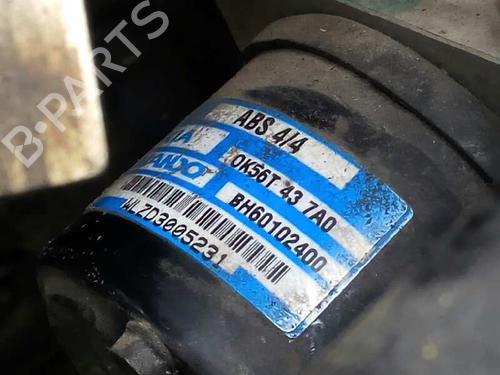 B-PARTS
ABS 4/4
0K56T 43 7A0
BH60102400
WLZD3005231